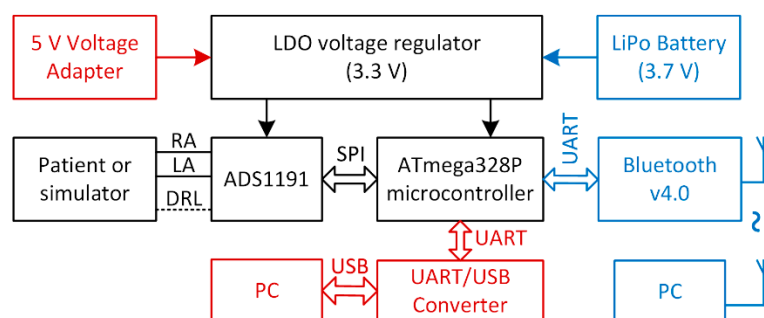 5 V Voltage
Adapter
LDO voltage regulator
(3.3 V)
LiPo Battery
(3.7 V)
Patient or
simulator
RA
LA
DRL
ADS1191
SPI
ATmega328P
microcontroller
UART
Bluetooth
v4.0
UART
PC
USB
UART/USB
Converter
PC